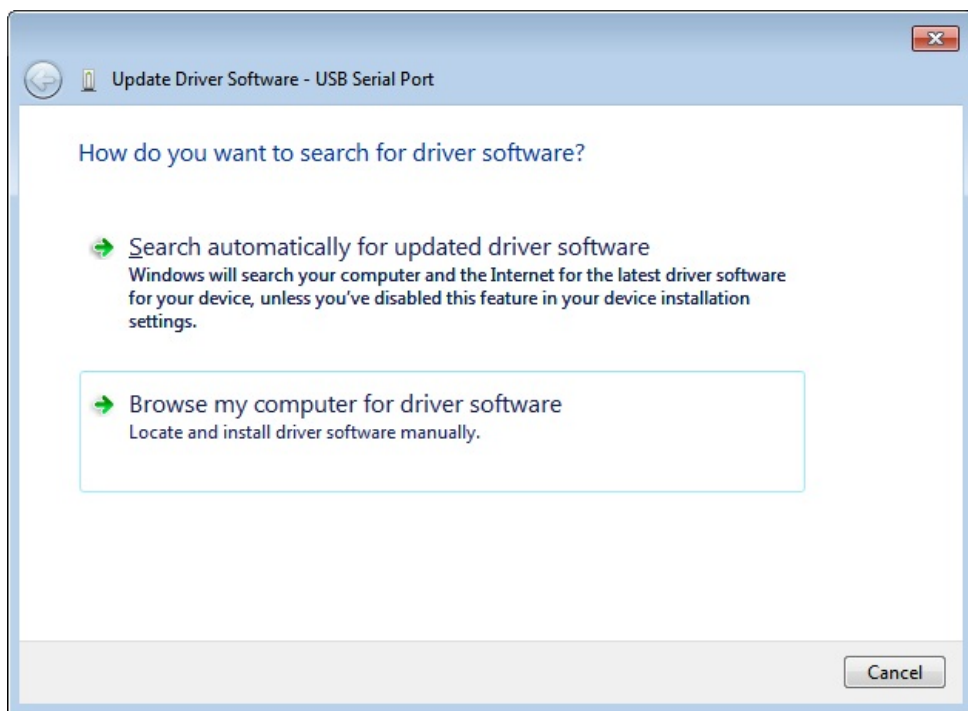 Update Driver Software - USB Serial Port
How do you want to search for driver software?
Search automatically for updated driver software
Windows will search your computer and the Internet for the latest driver software
for your device, unless you've disabled this feature in your device installation
settings.
Browse my computer for driver software
Locate and install driver software manually.
Cancel